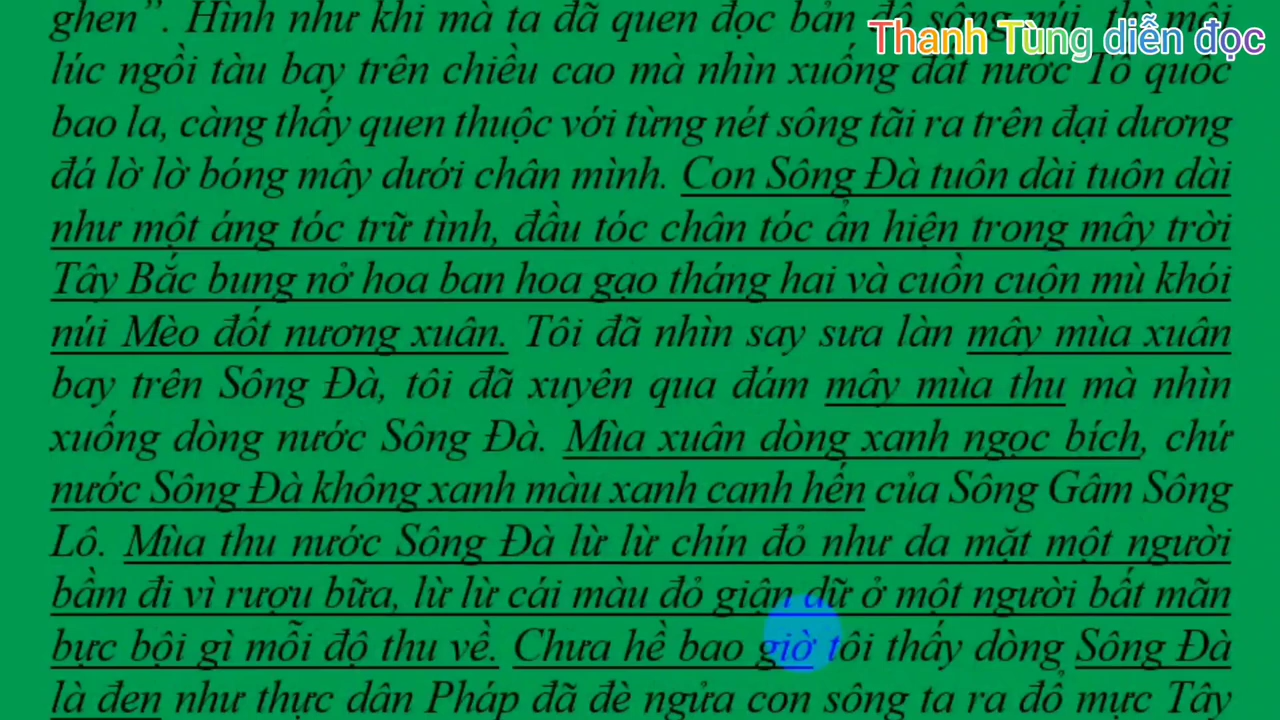 ghen”. Hình như khi mà ta đã quen đọc bản đồ sông núi, thì mỗi
Thanh Tùng diễn đọc
lúc ngồi tàu bay trên chiều cao mà nhìn xuống đất nước Tổ quốc
bao la, càng thấy quen thuộc với từng nét sông tãi ra trên đại dương
đá lờ lờ bóng mây dưới chân mình. Con Sông Đà tuôn dài tuôn dài
như một áng tóc trữ tình, đầu tóc chân tóc ẩn hiện trong mây trời
Tây Bắc bung nở hoa ban hoa gạo tháng hai và cuồn cuộn mù khói
núi Mèo đốt nương xuân. Tôi đã nhìn say sưa làn mây mùa xuân
bay trên Sông Đà, tôi đã xuyên qua đám mây mùa thu mà nhìn
xuống dòng nước Sông Đà. Mùa xuân dòng xanh ngọc bích, chứ
nước Sông Đà không xanh màu xanh canh hến của Sông Gâm Sông
Lô. Mùa thu nước Sông Đà lừ lừ chín đỏ như da mặt một người
bầm đi vì rượu bữa, lừ lừ cái màu đỏ giận dữ ở một người bất mãn
bực bội gì mỗi độ thu về. Chưa hề bao giờ tôi thấy dòng Sông Đà
là đen như thực dân Pháp đã đè ngửa con sông ta ra đổ mực Tây